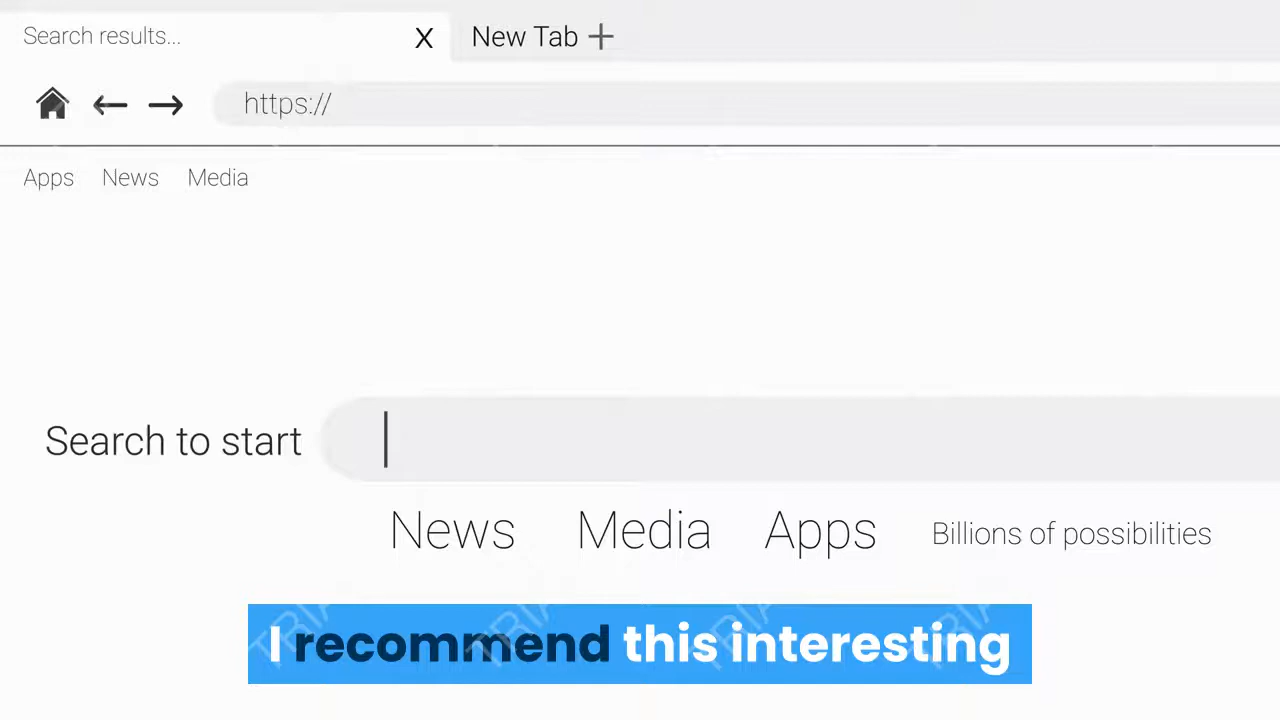 Search results... X New Tab +
https://
Apps News Media
Search to start
News Media Apps Billions of possibilities
I recommend this interesting